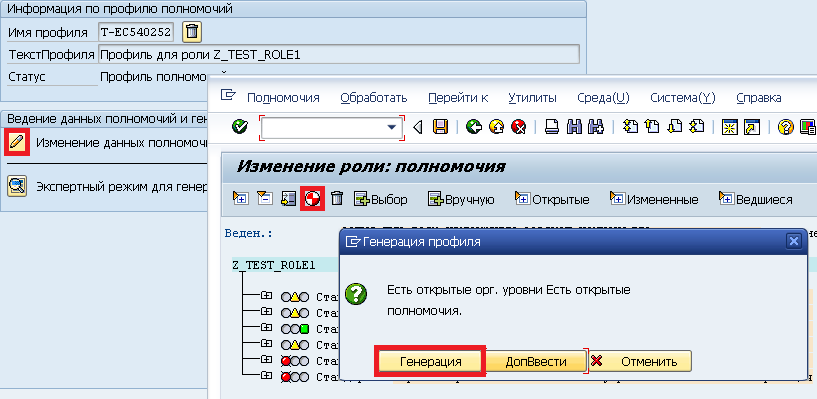 Информация по профилю полномочий
Имя профиля T-EC540252
ТекстПрофиля Профиль для роли Z_TEST_ROLE1
Статус Профиль полномочий
Ведение данных полномочий и ген
Изменение данных полномоч
Экспертный режим для генер
Полномочия Обработать Перейти к Утилиты Среда(U) Система(Y) Справка
Изменение роли: полномочия
Выбор Вручную Открытые Измененные Ведшиеся
Веден.:
Генерация профиля
Z_TEST_ROLE1
Есть открытые орг. уровни Есть открытые
полномочия.
Ста
Ста
Ста
Ста
Ста
Генерация ДопВвести Отменить